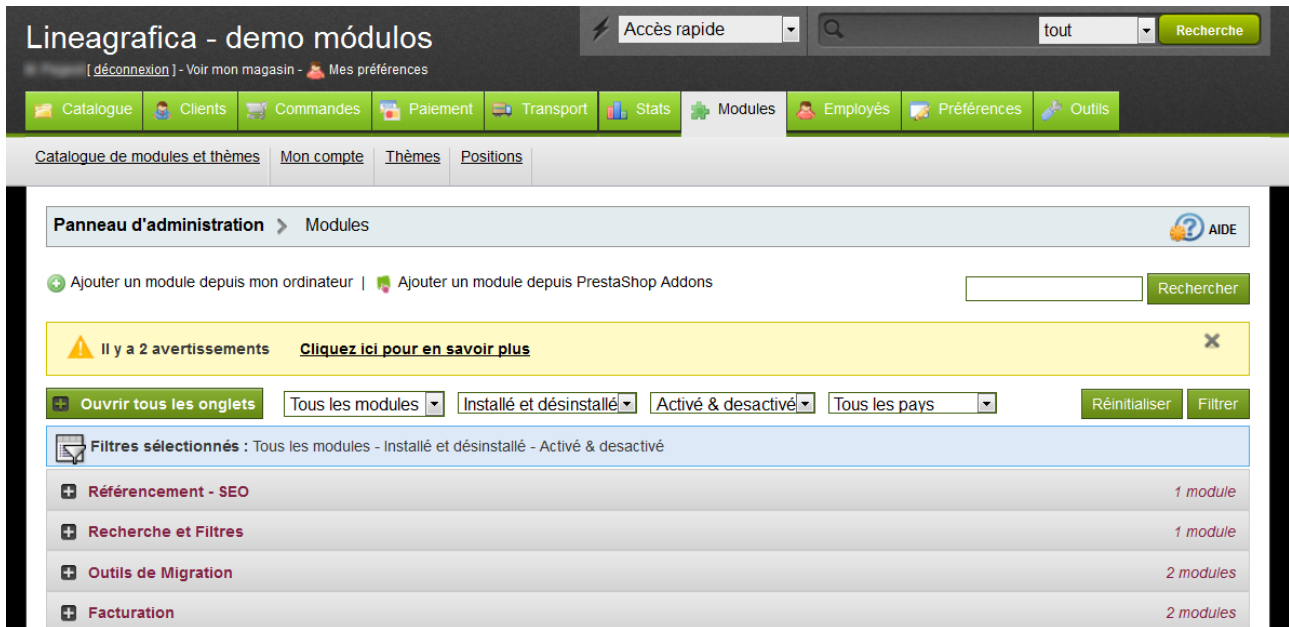 Lineagrafica - demo módulos
Accès rapide
tout
Recherche
[ déconnexion ] - Voir mon magasin - Mes préférences
Catalogue Clients Commandes Paiement Transport Stats Modules Employés Préférences Outils
Catalogue de modules et thèmes Mon compte Thèmes Positions
Panneau d'administration > Modules
AIDE
Ajouter un module depuis mon ordinateur | Ajouter un module depuis PrestaShop Addons
Rechercher
Il y a 2 avertissements Cliquez ici pour en savoir plus
Ouvrir tous les onglets Tous les modules Installé et désinstallé Activé & desactivé Tous les pays Réinitialiser Filtrer
Filtres sélectionnés : Tous les modules - Installé et désinstallé - Activé & desactivé
Référencement - SEO 1 module
Recherche et Filtres 1 module
Outils de Migration 2 modules
Facturation 2 modules